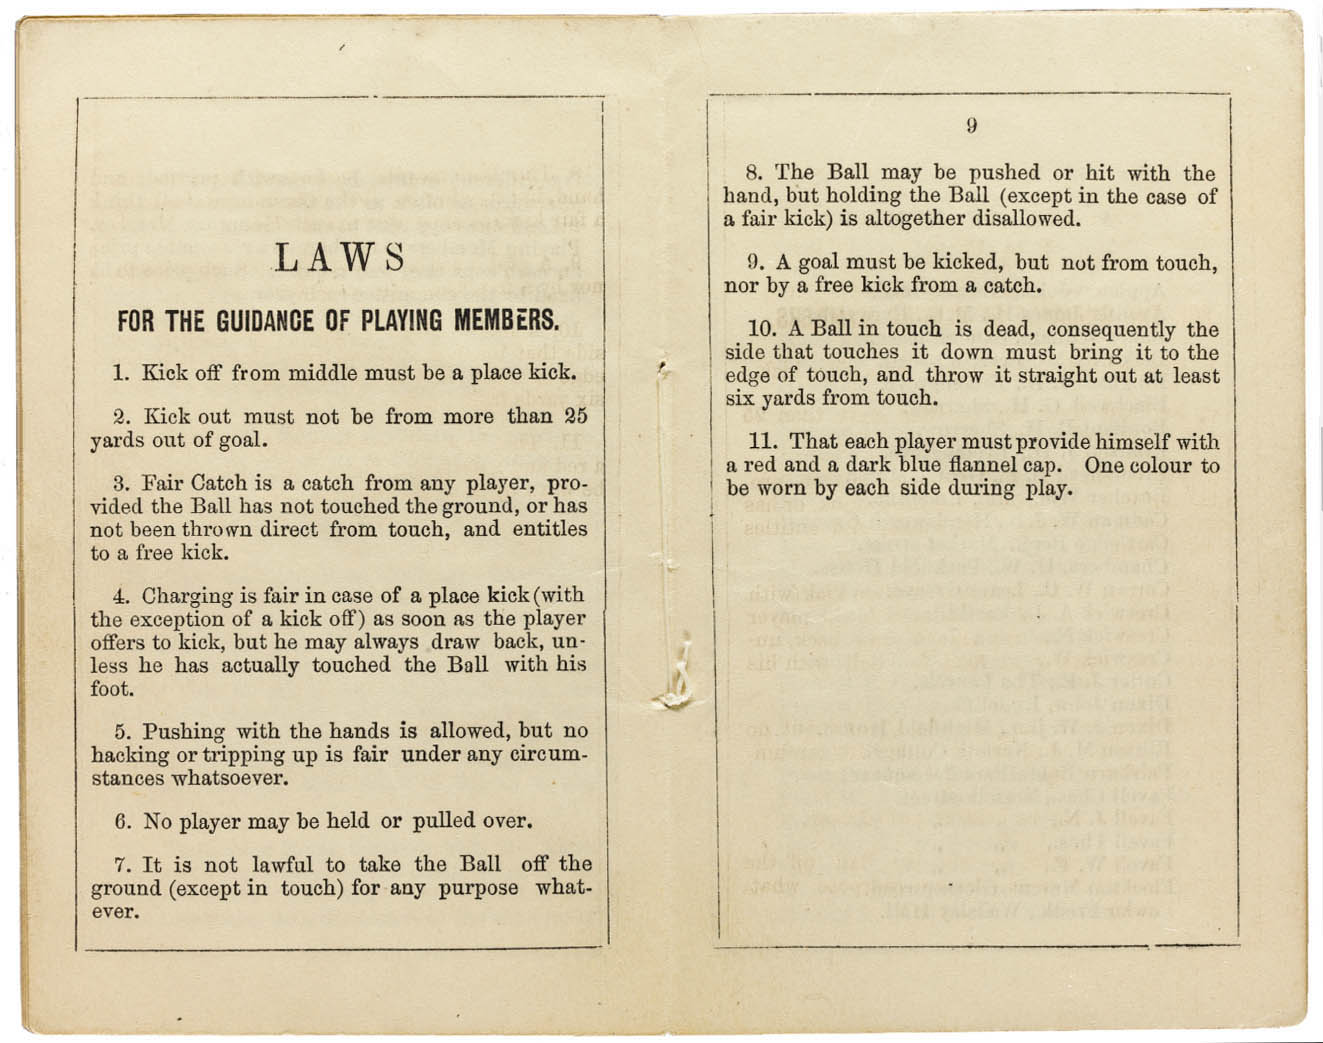 LAWS
FOR THE GUIDANCE OF PLAYING MEMBERS.
1. Kick off from middle must be a place kick.
2. Kick out must not be from more than 25
yards out of goal.
3. Fair Catch is a catch from any player, pro-
vided the Ball has not touched the ground, or has
not been thrown direct from touch, and entitles
to a free kick.
4. Charging is fair in case of a place kick (with
the exception of a kick off) as soon as the player
offers to kick, but he may always draw back, un-
less he has actually touched the Ball with his
foot.
5. Pushing with the hands is allowed, but no
hacking or tripping up is fair under any circum-
stances whatsoever.
6. No player may be held or pulled over.
7. It is not lawful to take the Ball off the
ground (except in touch) for any purpose what-
ever.
9
8. The Ball may be pushed or hit with the
hand, but holding the Ball (except in the case of
a fair kick) is altogether disallowed.
9. A goal must be kicked, but not from touch,
nor by a free kick from a catch.
10. A Ball in touch is dead, consequently the
side that touches it down must bring it to the
edge of touch, and throw it straight out at least
six yards from touch.
11. That each player must provide himself with
a red and a dark blue flannel cap. One colour to
be worn by each side during play.